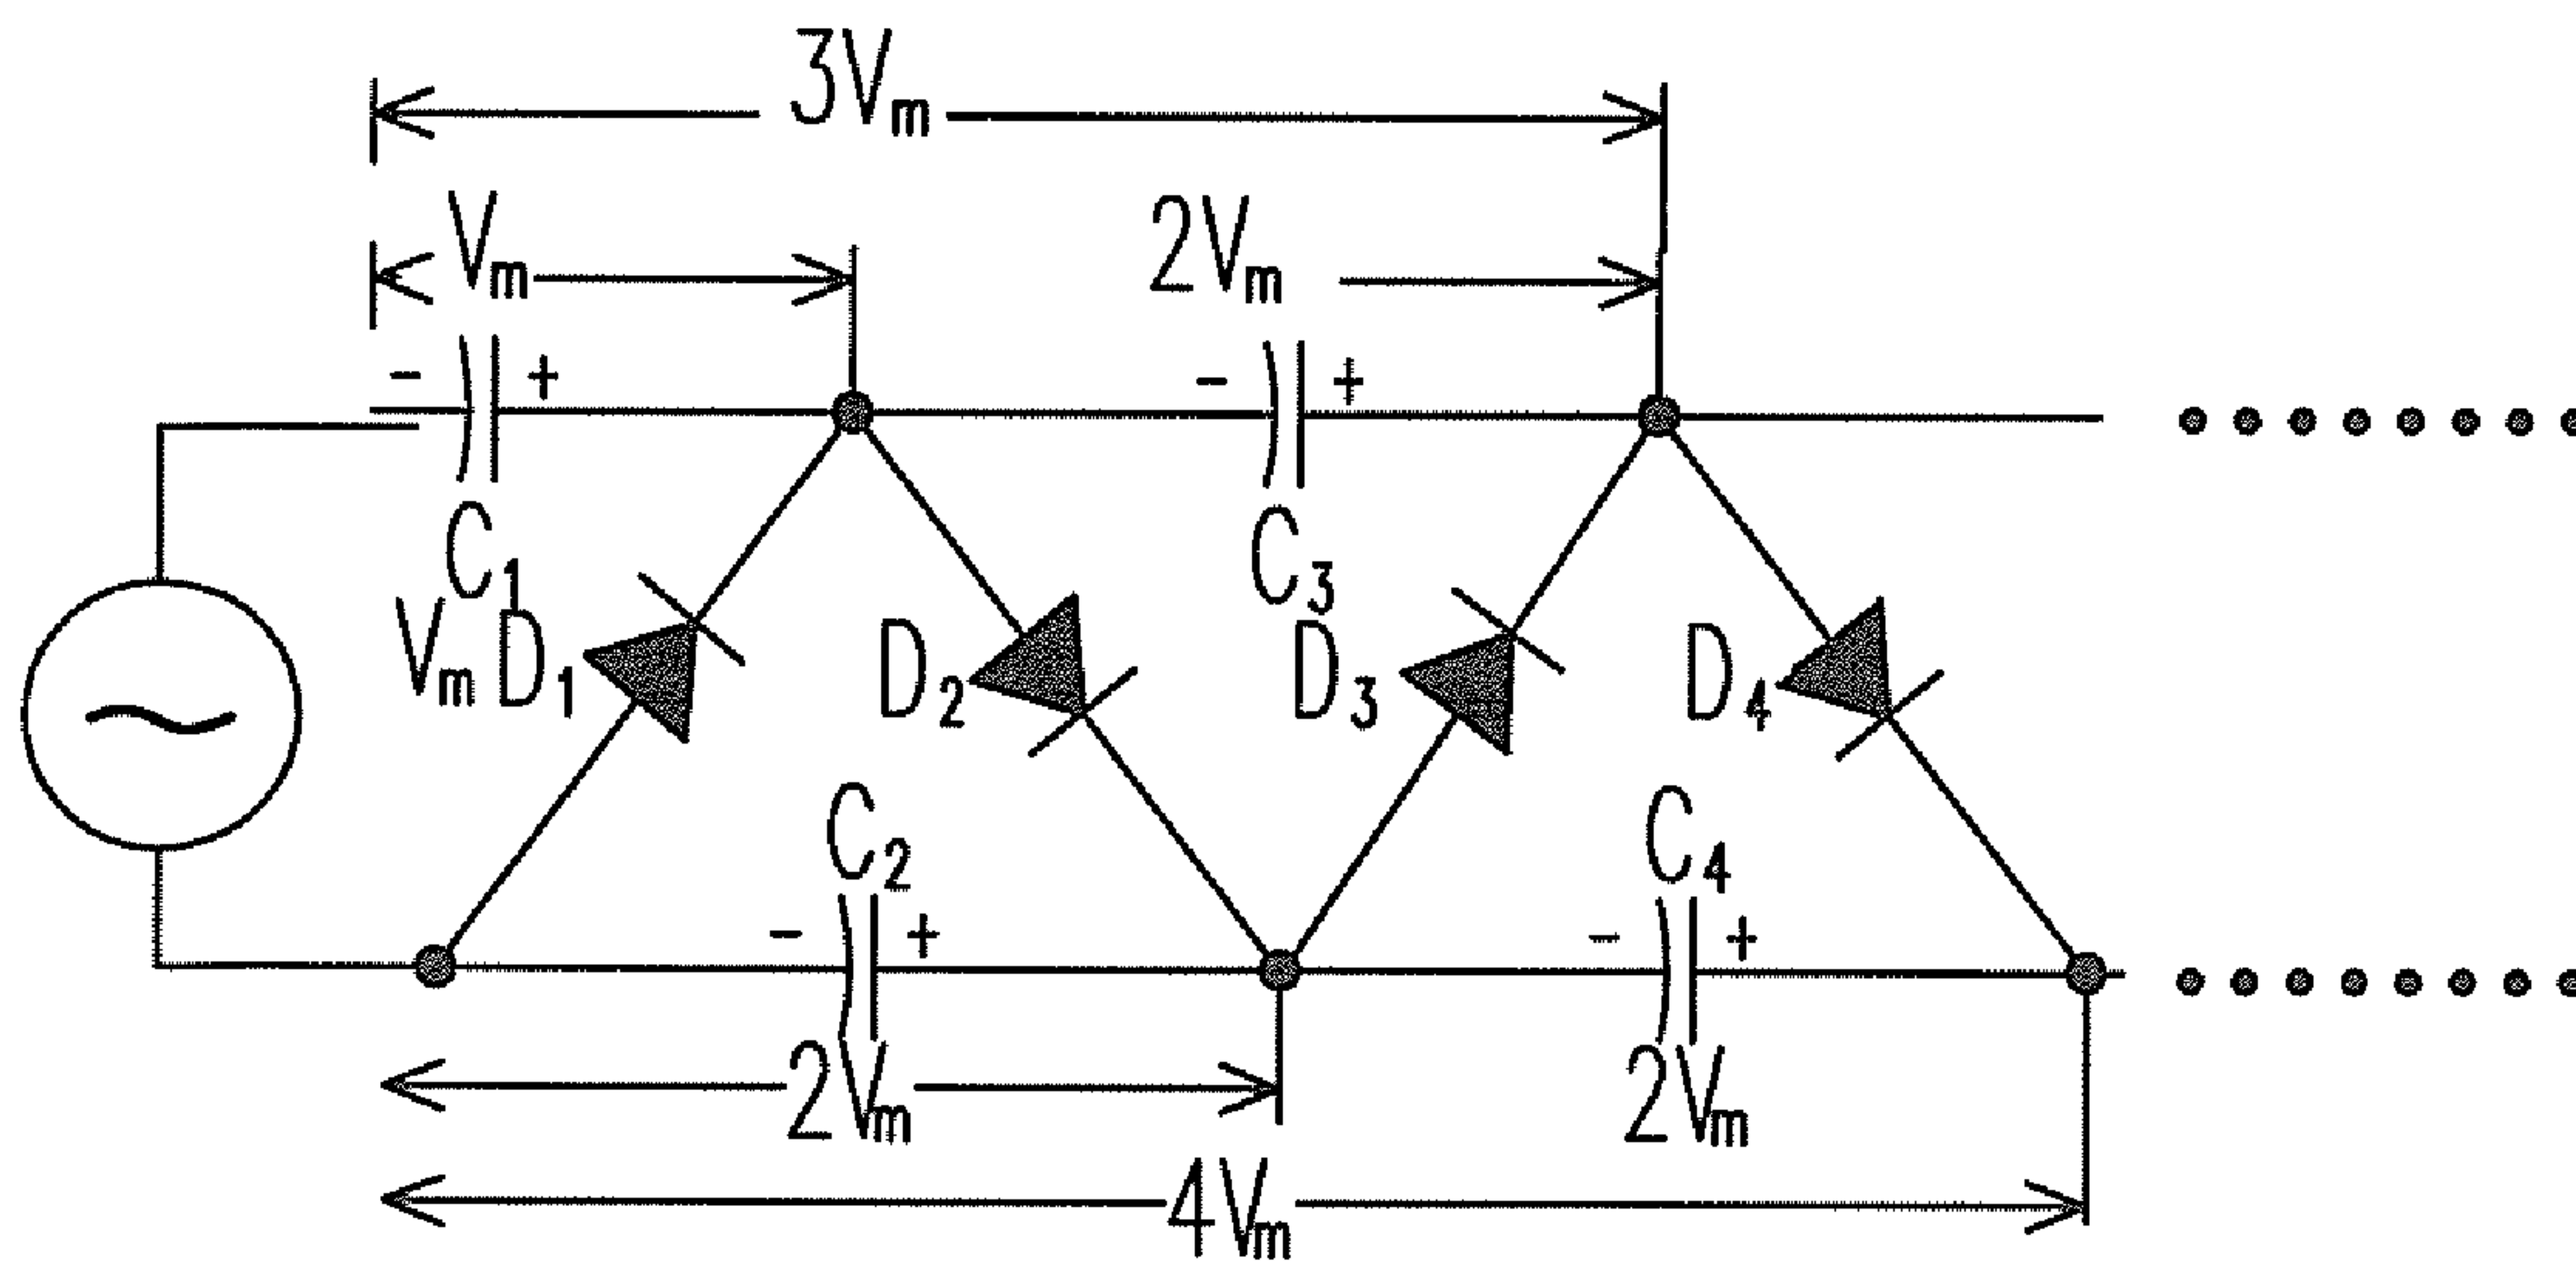 3Vm
Vm 2Vm
- + - +
C1 C3
Vm D1 D2 D3 D4
C2 C4
- + - +
2Vm 2Vm
4Vm